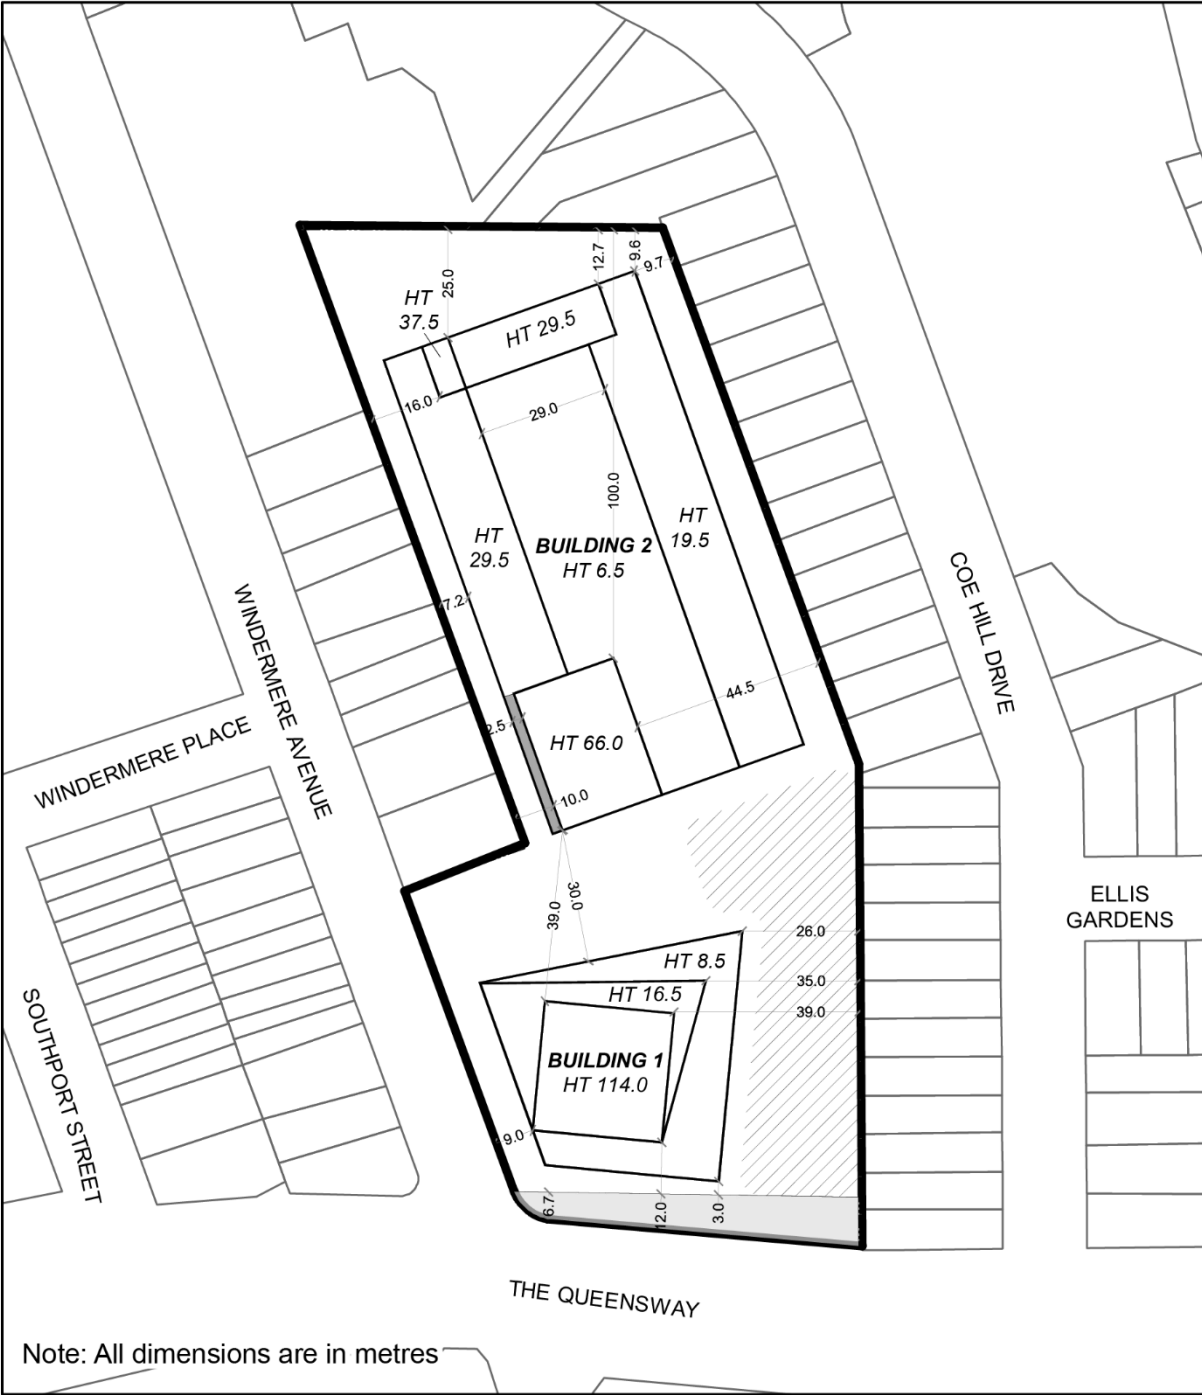 12.7
9.6
9.7
25.0
HT
37.5
HT 29.5
16.0
29.0
100.0
HT
29.5
BUILDING 2
HT 6.5
HT
19.5
7.2
COE HILL DRIVE
WINDERMERE AVENUE
WINDERMERE PLACE
44.5
2.5
HT 66.0
10.0
30.0
39.0
ELLIS
GARDENS
26.0
HT 8.5
35.0
HT 16.5
39.0
BUILDING 1
HT 114.0
SOUTHPORT STREET
9.0
6.7
12.0
3.0
THE QUEENSWAY
Note: All dimensions are in metres